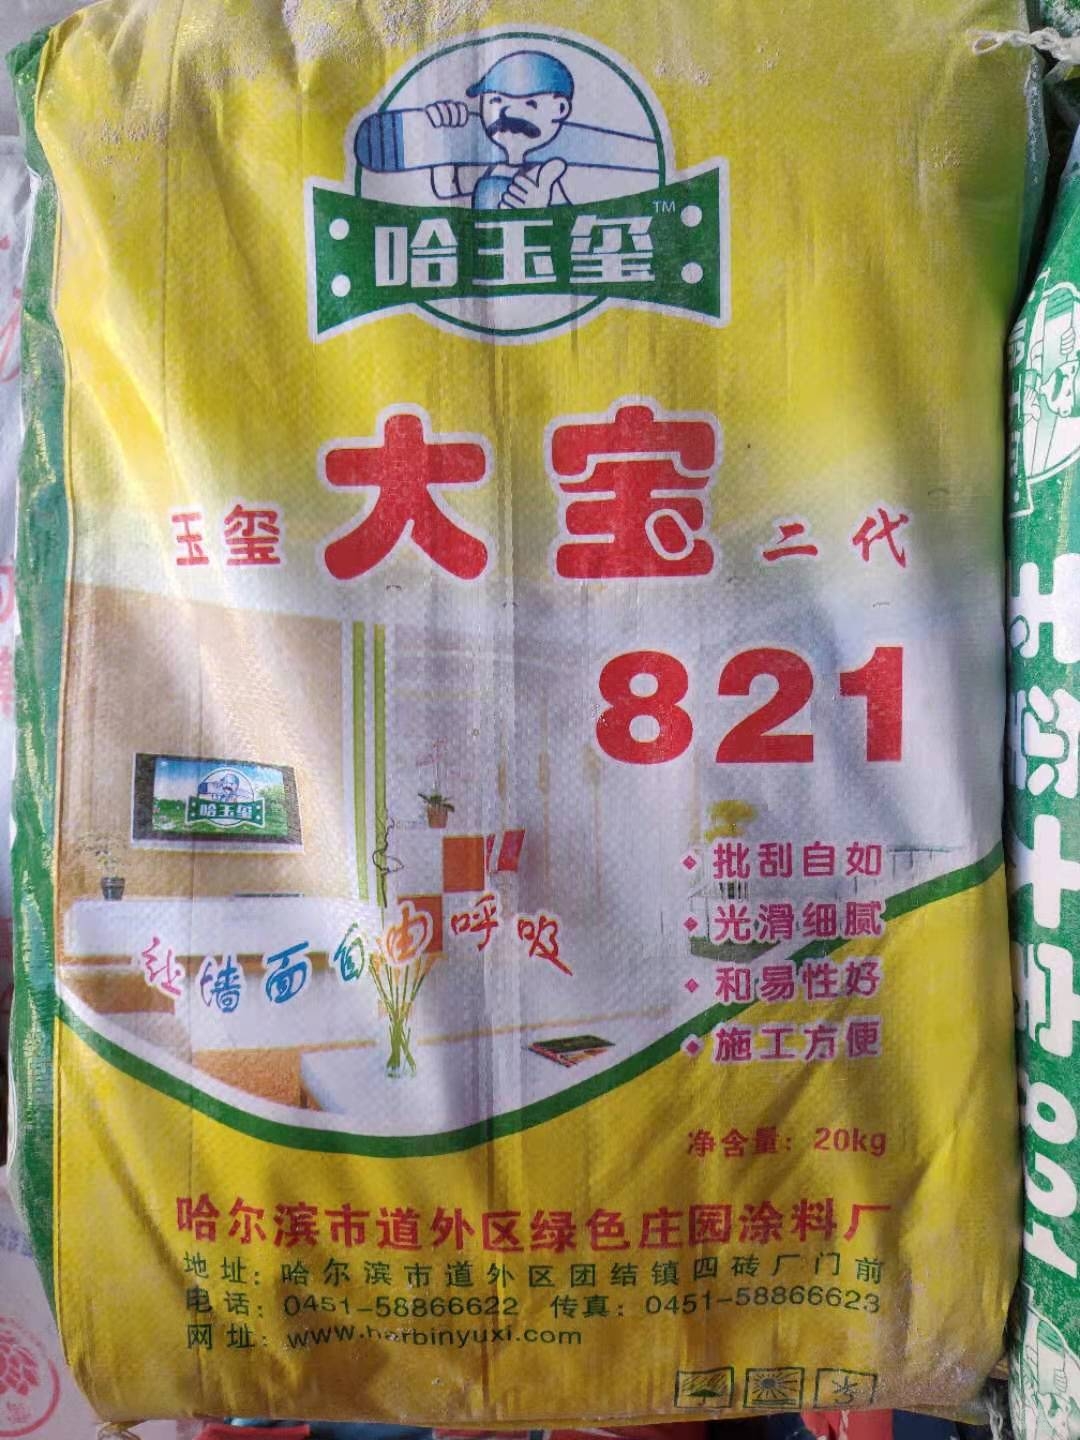 哈玉玺™
玉玺 大宝 二代
821
哈玉玺
批刮自如
光滑细腻
和易性好
施工方便
让墙面自由呼吸
净含量：20kg
哈尔滨市道外区绿色庄园涂料厂
地址：哈尔滨市道外区团结镇四砖厂门前
电话：0451-58866622 传真：0451-58866623
网址：www.harbinyuxi.com